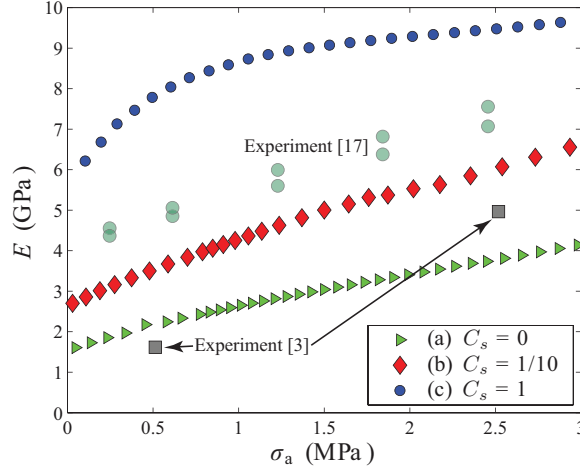 10
9
8
7
6
5
4
3
2
1
0
E (GPa)
Experiment [17]
Experiment [3]
(a) C_s = 0
(b) C_s = 1/10
(c) C_s = 1
0 0.5 1 1.5 2 2.5 3
σ_a (MPa)